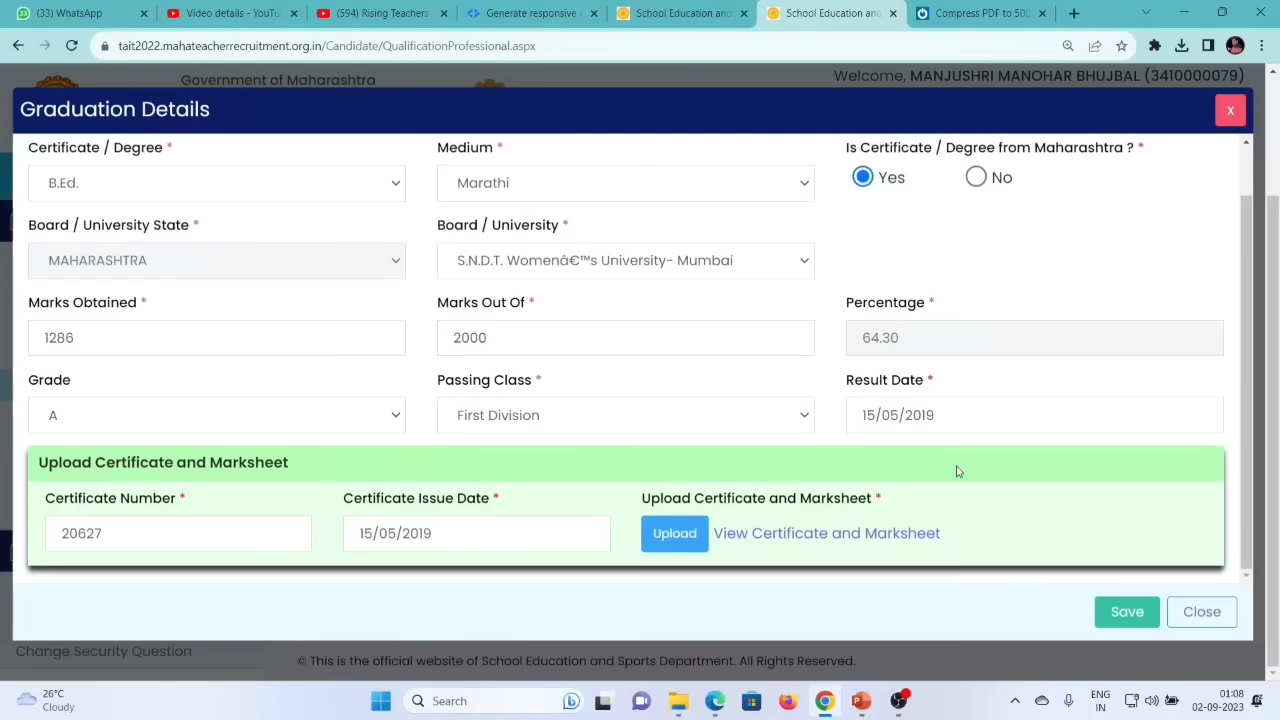 (53) WhatsApp
Video details - YouTu
(594) Rising Teachers
Generate responsive
School Education and
School Education and
Compress PDF to 500
tait2022.mahateacherrecruitment.org.in/Candidate/QualificationProfessional.aspx
Government of Maharashtra
Welcome, MANJUSHRI MANOHAR BHUJBAL (3410000079)
Graduation Details
X
Certificate / Degree *
Medium *
Is Certificate / Degree from Maharashtra ? *
B.Ed.
Marathi
Yes
No
Board / University State *
Board / University *
MAHARASHTRA
S.N.D.T. Womenâ€™s University- Mumbai
Marks Obtained *
Marks Out Of *
Percentage *
1286
2000
64.30
Grade
Passing Class *
Result Date *
A
First Division
15/05/2019
Upload Certificate and Marksheet
Certificate Number *
Certificate Issue Date *
Upload Certificate and Marksheet *
20627
15/05/2019
Upload
View Certificate and Marksheet
Save
Close
Change Security Question
© This is the official website of School Education and Sports Department. All Rights Reserved.
26°C
Cloudy
Search
ENG
IN
01:08
02-09-2023